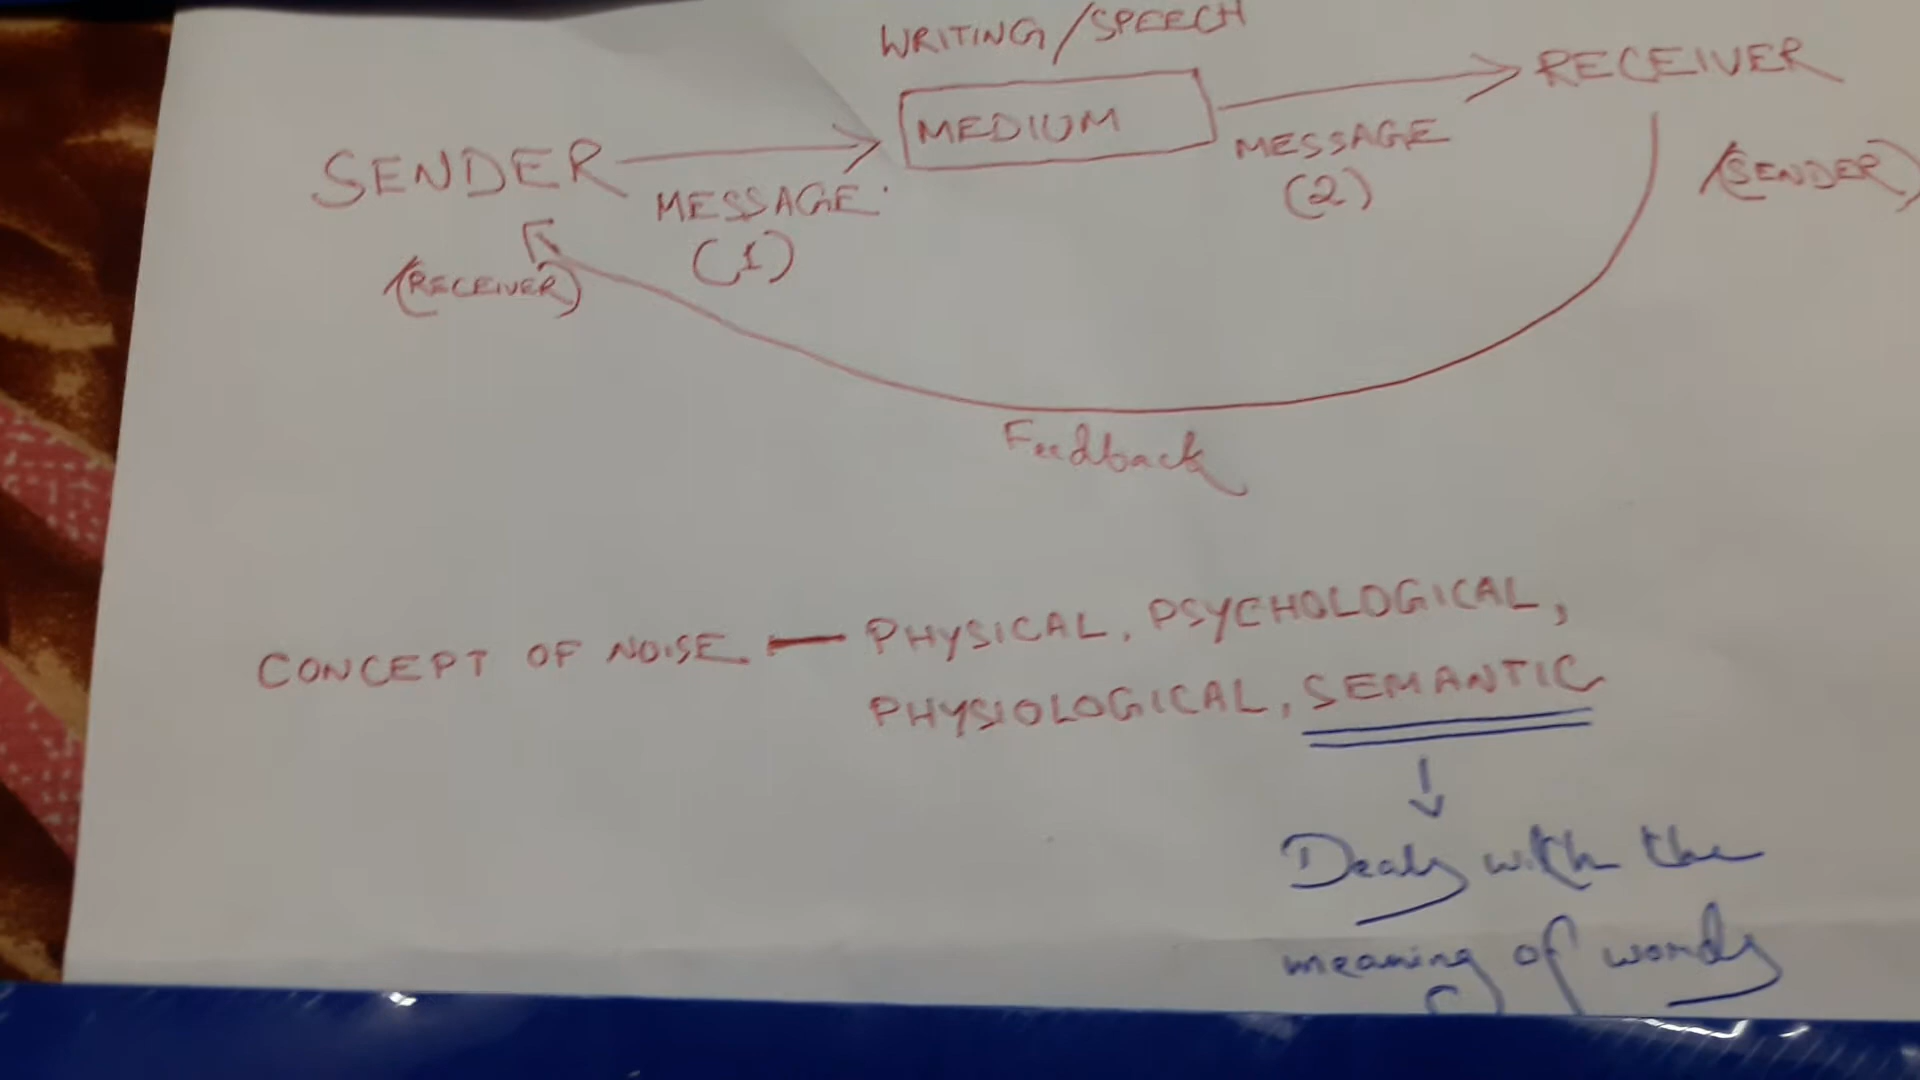 WRITING/SPEECH
SENDER
MESSAGE
(1)
MEDIUM
MESSAGE
(2)
RECEIVER
(SENDER)
(RECEIVER)
Feedback
CONCEPT OF NOISE — PHYSICAL, PSYCHOLOGICAL,
PHYSIOLOGICAL, SEMANTIC
Deals with the
meaning of words